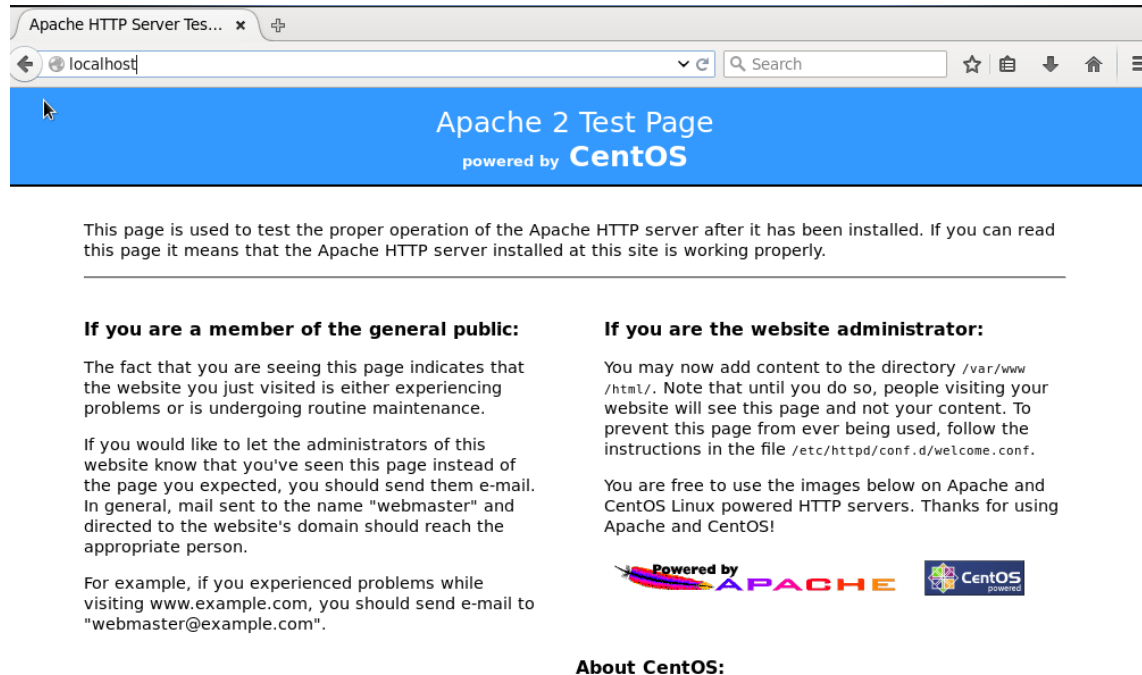 Apache HTTP Server Tes...
localhost
Search
Apache 2 Test Page
powered by CentOS
This page is used to test the proper operation of the Apache HTTP server after it has been installed. If you can read
this page it means that the Apache HTTP server installed at this site is working properly.
If you are a member of the general public:
The fact that you are seeing this page indicates that
the website you just visited is either experiencing
problems or is undergoing routine maintenance.
If you would like to let the administrators of this
website know that you've seen this page instead of
the page you expected, you should send them e-mail.
In general, mail sent to the name "webmaster" and
directed to the website's domain should reach the
appropriate person.
For example, if you experienced problems while
visiting www.example.com, you should send e-mail to
"webmaster@example.com".
If you are the website administrator:
You may now add content to the directory /var/www
/html/. Note that until you do so, people visiting your
website will see this page and not your content. To
prevent this page from ever being used, follow the
instructions in the file /etc/httpd/conf.d/welcome.conf.
You are free to use the images below on Apache and
CentOS Linux powered HTTP servers. Thanks for using
Apache and CentOS!
Powered by
APACHE
CentOS
powered
About CentOS: